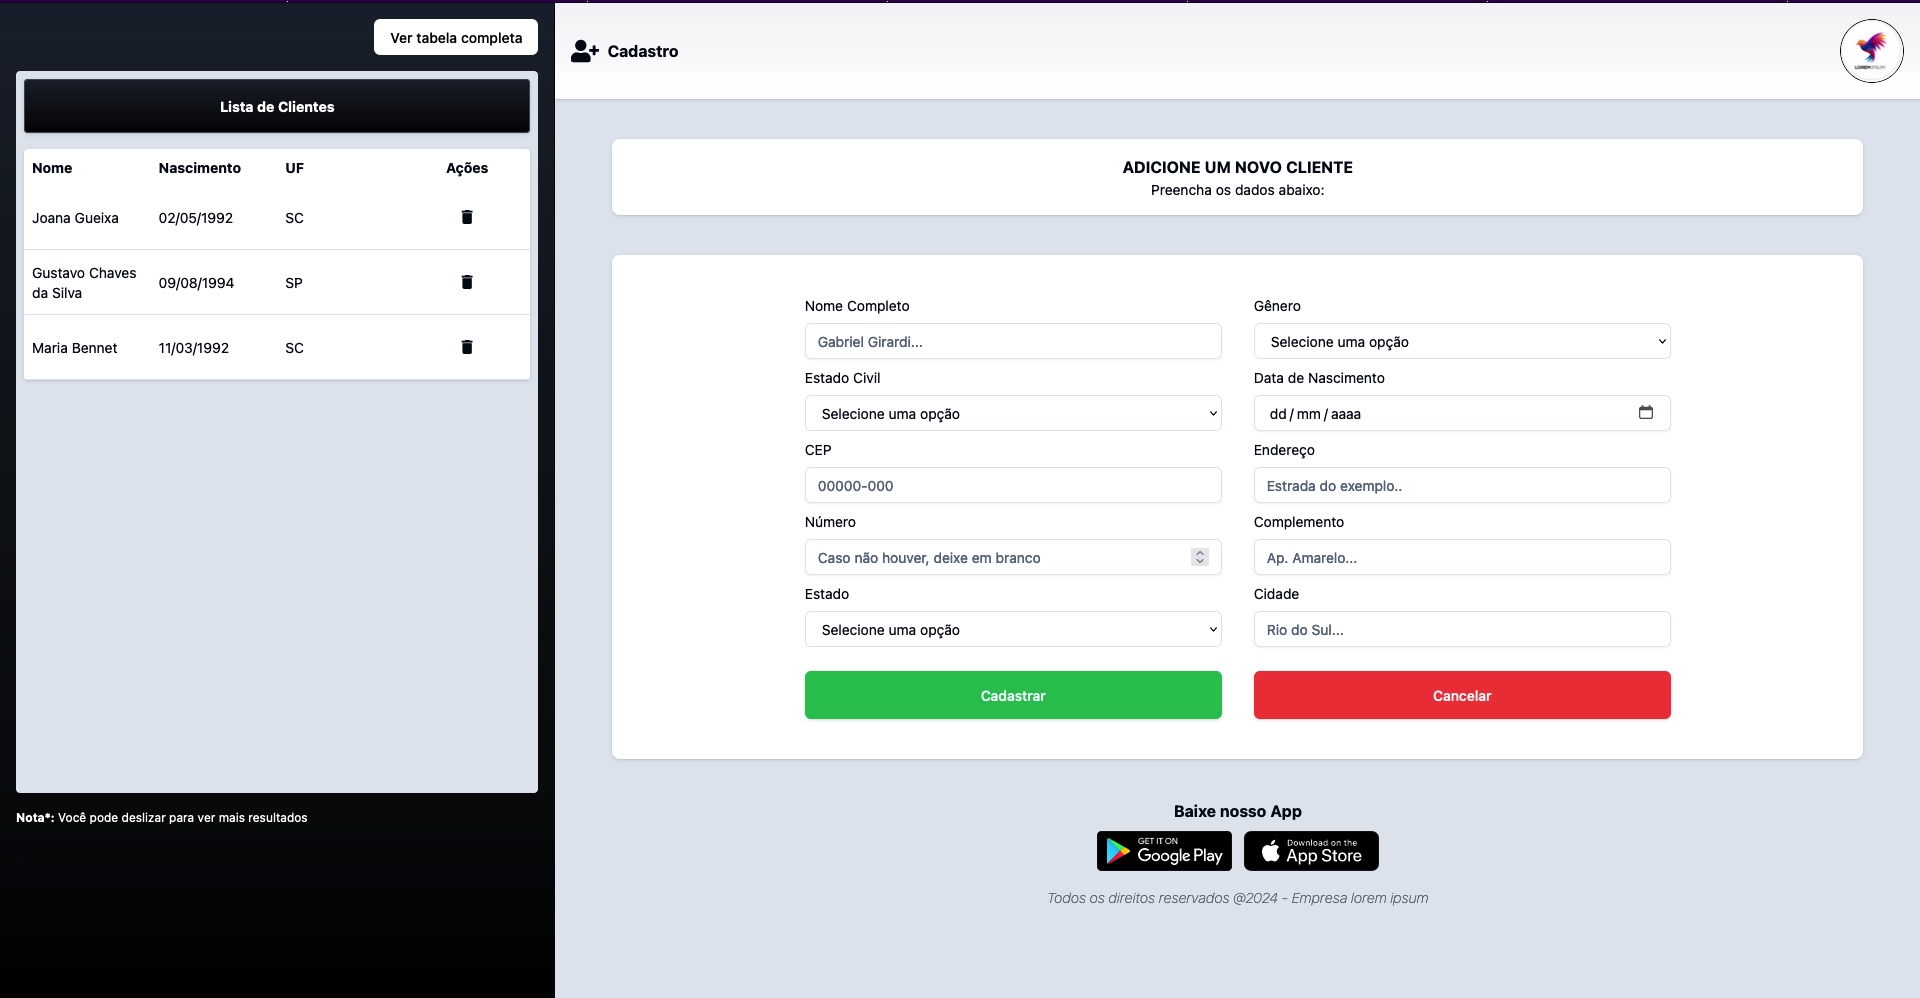 Ver tabela completa
Lista de Clientes
Nome Nascimento UF Ações
Joana Gueixa 02/05/1992 SC
Gustavo Chaves da Silva 09/08/1994 SP
Maria Bennet 11/03/1992 SC
Nota*: Você pode deslizar para ver mais resultados
Cadastro
LOREM IPSUM
ADICIONE UM NOVO CLIENTE
Preencha os dados abaixo:
Nome Completo
Gabriel Girardi...
Gênero
Selecione uma opção
Estado Civil
Selecione uma opção
Data de Nascimento
dd/mm/aaaa
CEP
00000-000
Endereço
Estrada do exemplo..
Número
Caso não houver, deixe em branco
Complemento
Ap. Amarelo...
Estado
Selecione uma opção
Cidade
Rio do Sul...
Cadastrar
Cancelar
Baixe nosso App
GET IT ON
Google Play
Download on the
App Store
Todos os direitos reservados @2024 - Empresa lorem ipsum